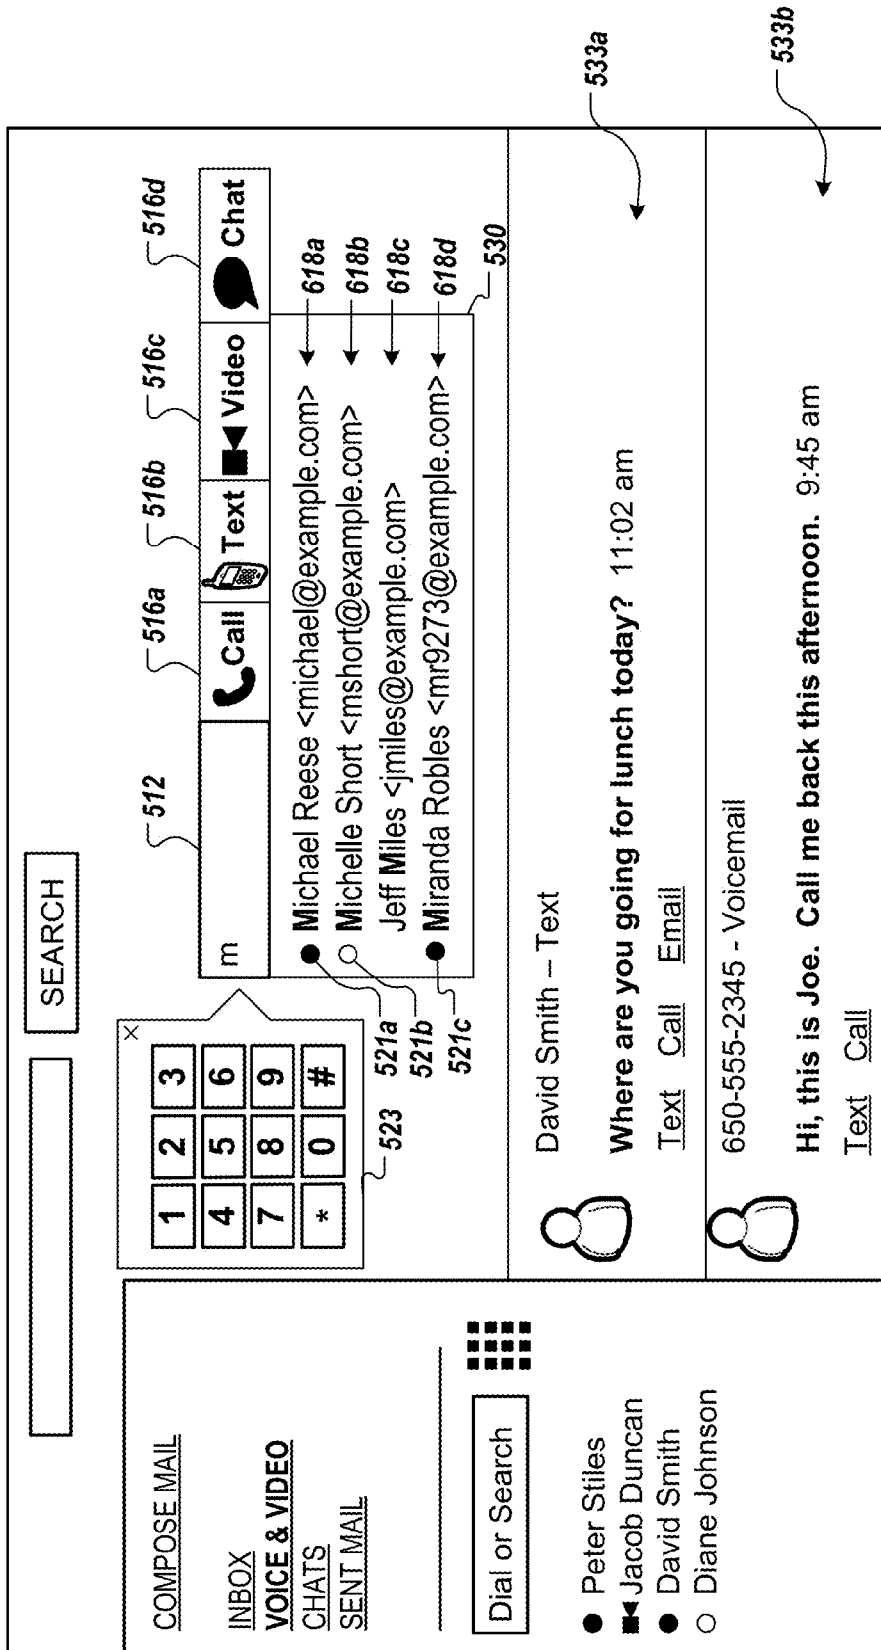 SEARCH
512
516a
516b
516c
516d
m
Call
Text
Video
Chat
×
1 2 3
4 5 6
7 8 9
* 0 #
523
521a
521b
521c
Michael Reese <michael@example.com>
Michelle Short <mshort@example.com>
Jeff Miles <jmiles@example.com>
Miranda Robles <mr9273@example.com>
618a
618b
618c
618d
530
COMPOSE MAIL
INBOX
VOICE & VIDEO
CHATS
SENT MAIL
Dial or Search
Peter Stiles
Jacob Duncan
David Smith
Diane Johnson
David Smith – Text
Where are you going for lunch today? 11:02 am
Text Call Email
533a
650-555-2345 - Voicemail
Hi, this is Joe. Call me back this afternoon. 9:45 am
Text Call
533b